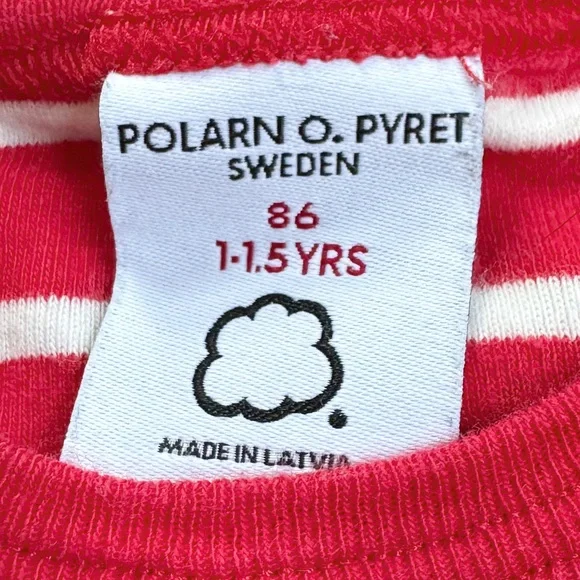 POLARN O. PYRET
SWEDEN
86
1-1.5 YRS
MADE IN LATVIA